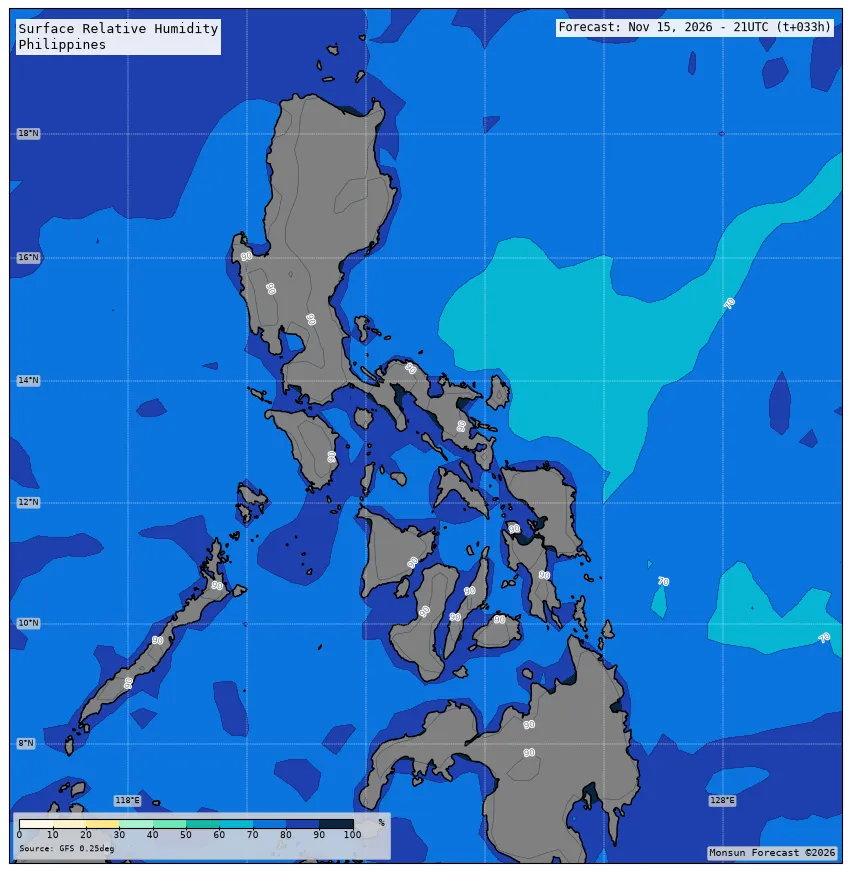 Surface Relative Humidity
Philippines
Forecast: Nov 15, 2026 - 21UTC (t+033h)
18°N
16°N
90
90
70
90
14°N
90
90
90
12°N
90
90
90
90
70
90
90
90
10°N
90
90
70
90
90
8°N
90
118°E
128°E
%
0 10 20 30 40 50 60 70 80 90 100
Source: GFS 0.25deg
Monsun Forecast ©2026